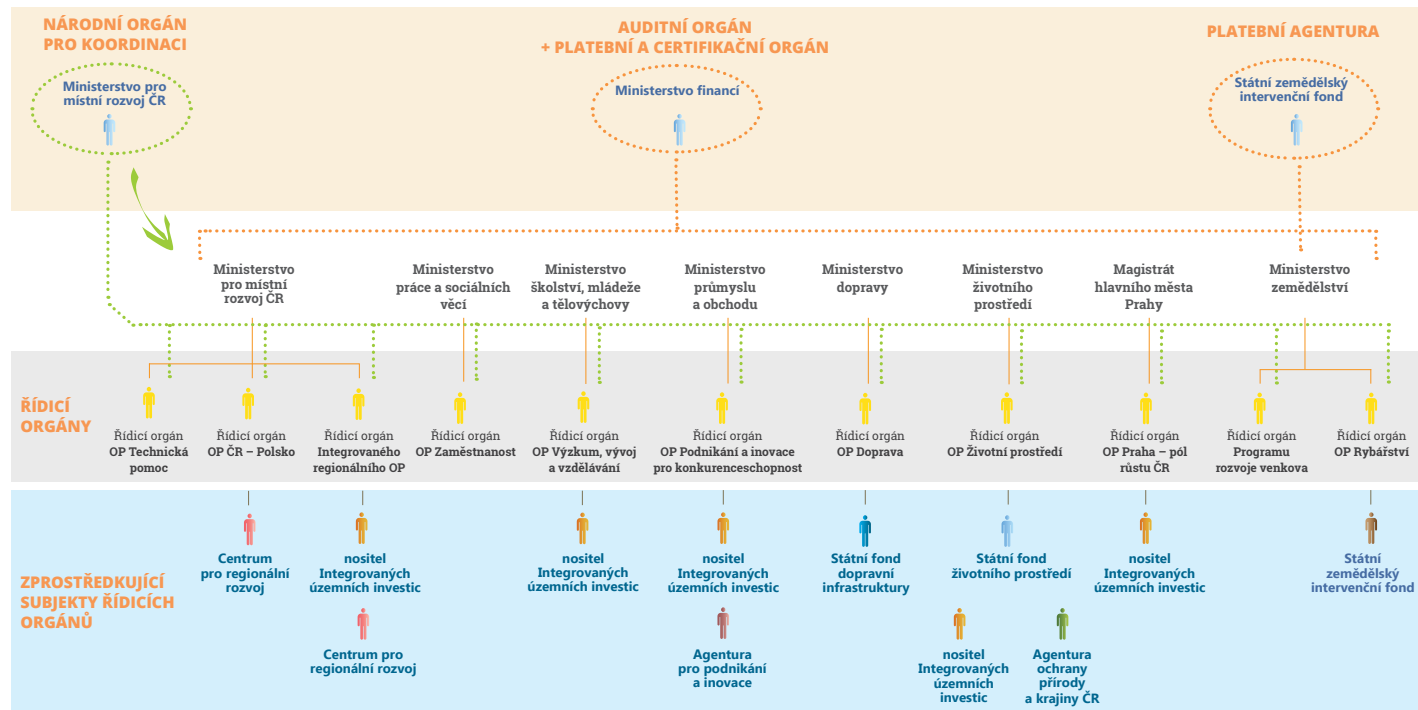 NÁRODNÍ ORGÁN
PRO KOORDINACI
Ministerstvo pro
místní rozvoj ČR
AUDITNÍ ORGÁN
+ PLATEBNÍ A CERTIFIKAČNÍ ORGÁN
Ministerstvo financí
PLATEBNÍ AGENTURA
Státní zemědělský
intervenční fond
Ministerstvo
pro místní
rozvoj ČR
Ministerstvo
práce a sociálních
věcí
Ministerstvo
školství, mládeže
a tělovýchovy
Ministerstvo
průmyslu
a obchodu
Ministerstvo
dopravy
Ministerstvo
životního
prostředí
Magistrát
hlavního města
Prahy
Ministerstvo
zemědělství
ŘÍDICÍ
ORGÁNY
Řídicí orgán
OP Technická
pomoc
Řídicí orgán
OP ČR – Polsko
Řídicí orgán
Integrovaného
regionálního OP
Řídicí orgán
OP Zaměstnanost
Řídicí orgán
OP Výzkum, vývoj
a vzdělávání
Řídicí orgán
OP Podnikání a inovace
pro konkurenceschopnost
Řídicí orgán
OP Doprava
Řídicí orgán
OP Životní prostředí
Řídicí orgán
OP Praha – pól
růstu ČR
Řídicí orgán
Programu
rozvoje venkova
Řídicí orgán
OP Rybářství
ZPROSTŘEDKUJÍCÍ
SUBJEKTY ŘÍDICÍCH
ORGÁNŮ
Centrum
pro regionální
rozvoj
nositel
Integrovaných
územních investic
Centrum pro
regionální rozvoj
nositel
Integrovaných
územních investic
nositel
Integrovaných
územních investic
Agentura
pro podnikání
a inovace
Státní fond
dopravní
infrastruktury
Státní fond
životního prostředí
nositel
Integrovaných
územních
investic
Agentura
ochrany
přírody
a krajiny ČR
nositel
Integrovaných
územních investic
Státní
zemědělský
intervenční fond